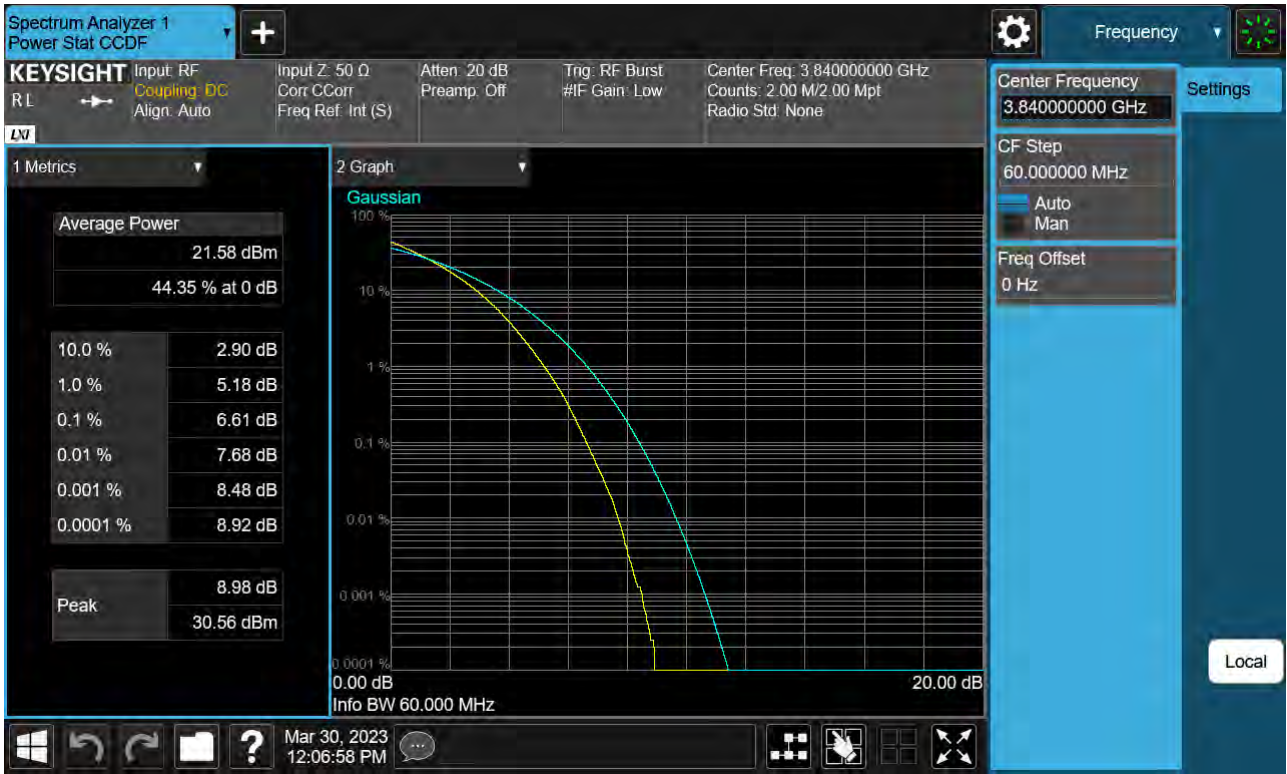 Spectrum Analyzer 1
Power Stat CCDF
+
Frequency
KEYSIGHT
RL
LXI
Input: RF
Coupling: DC
Align: Auto
Input Z: 50 Ω
Corr CCorr
Freq Ref: Int (S)
Atten: 20 dB
Preamp: Off
Trig: RF Burst
#IF Gain: Low
Center Freq: 3.840000000 GHz
Counts: 2.00 M/2.00 Mpt
Radio Std: None
Center Frequency
3.840000000 GHz
Settings
CF Step
60.000000 MHz
Auto
Man
Freq Offset
0 Hz
1 Metrics
Average Power
21.58 dBm
44.35 % at 0 dB
10.0 % 2.90 dB
1.0 % 5.18 dB
0.1 % 6.61 dB
0.01 % 7.68 dB
0.001 % 8.48 dB
0.0001 % 8.92 dB
Peak
8.98 dB
30.56 dBm
2 Graph
Gaussian
100 %
10 %
1 %
0.1 %
0.01 %
0.001 %
0.0001 %
0.00 dB 20.00 dB
Info BW 60.000 MHz
Local
?
Mar 30, 2023
12:06:58 PM